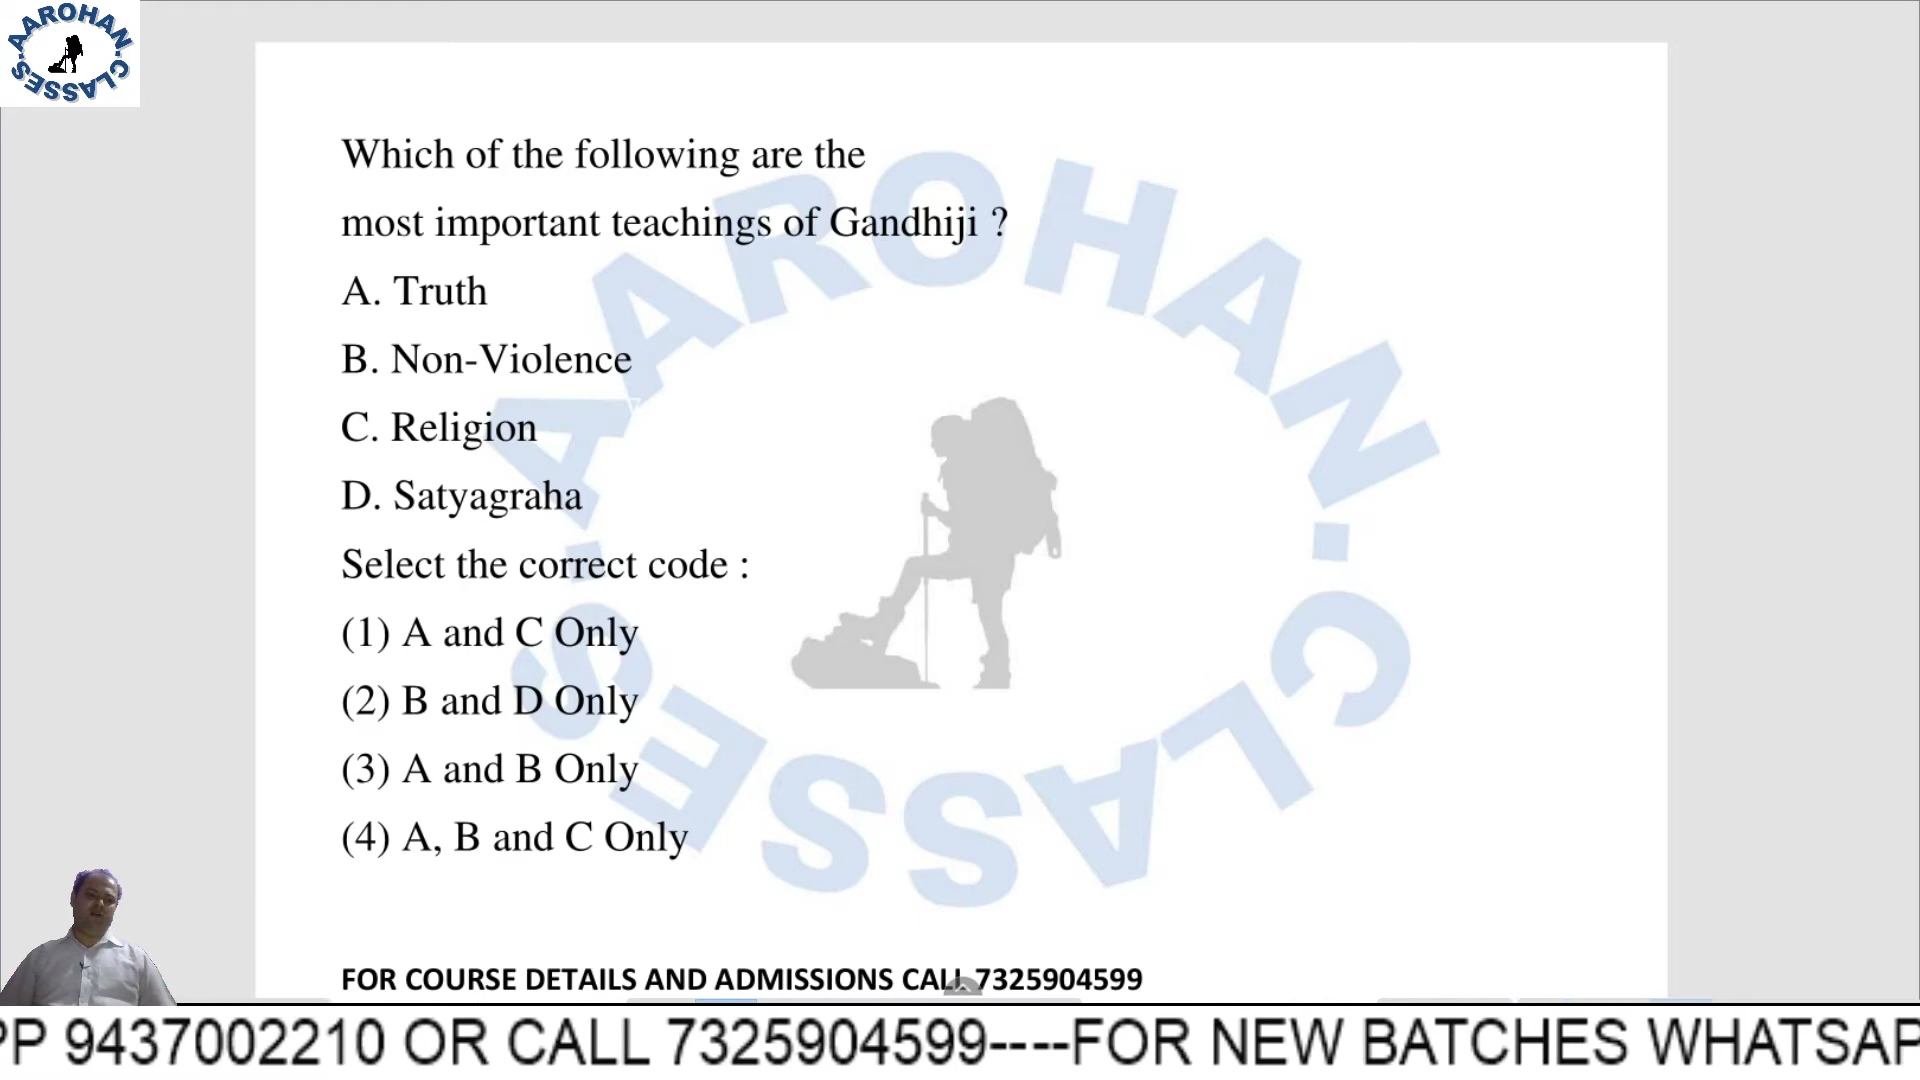 AAROHAN CLASSES
Which of the following are the
most important teachings of Gandhiji ?
A. Truth
B. Non-Violence
C. Religion
D. Satyagraha
Select the correct code :
(1) A and C Only
(2) B and D Only
(3) A and B Only
(4) A, B and C Only
AAROHAN.CLASSES.
FOR COURSE DETAILS AND ADMISSIONS CALL 7325904599
PP 9437002210 OR CALL 7325904599----FOR NEW BATCHES WHATSAP